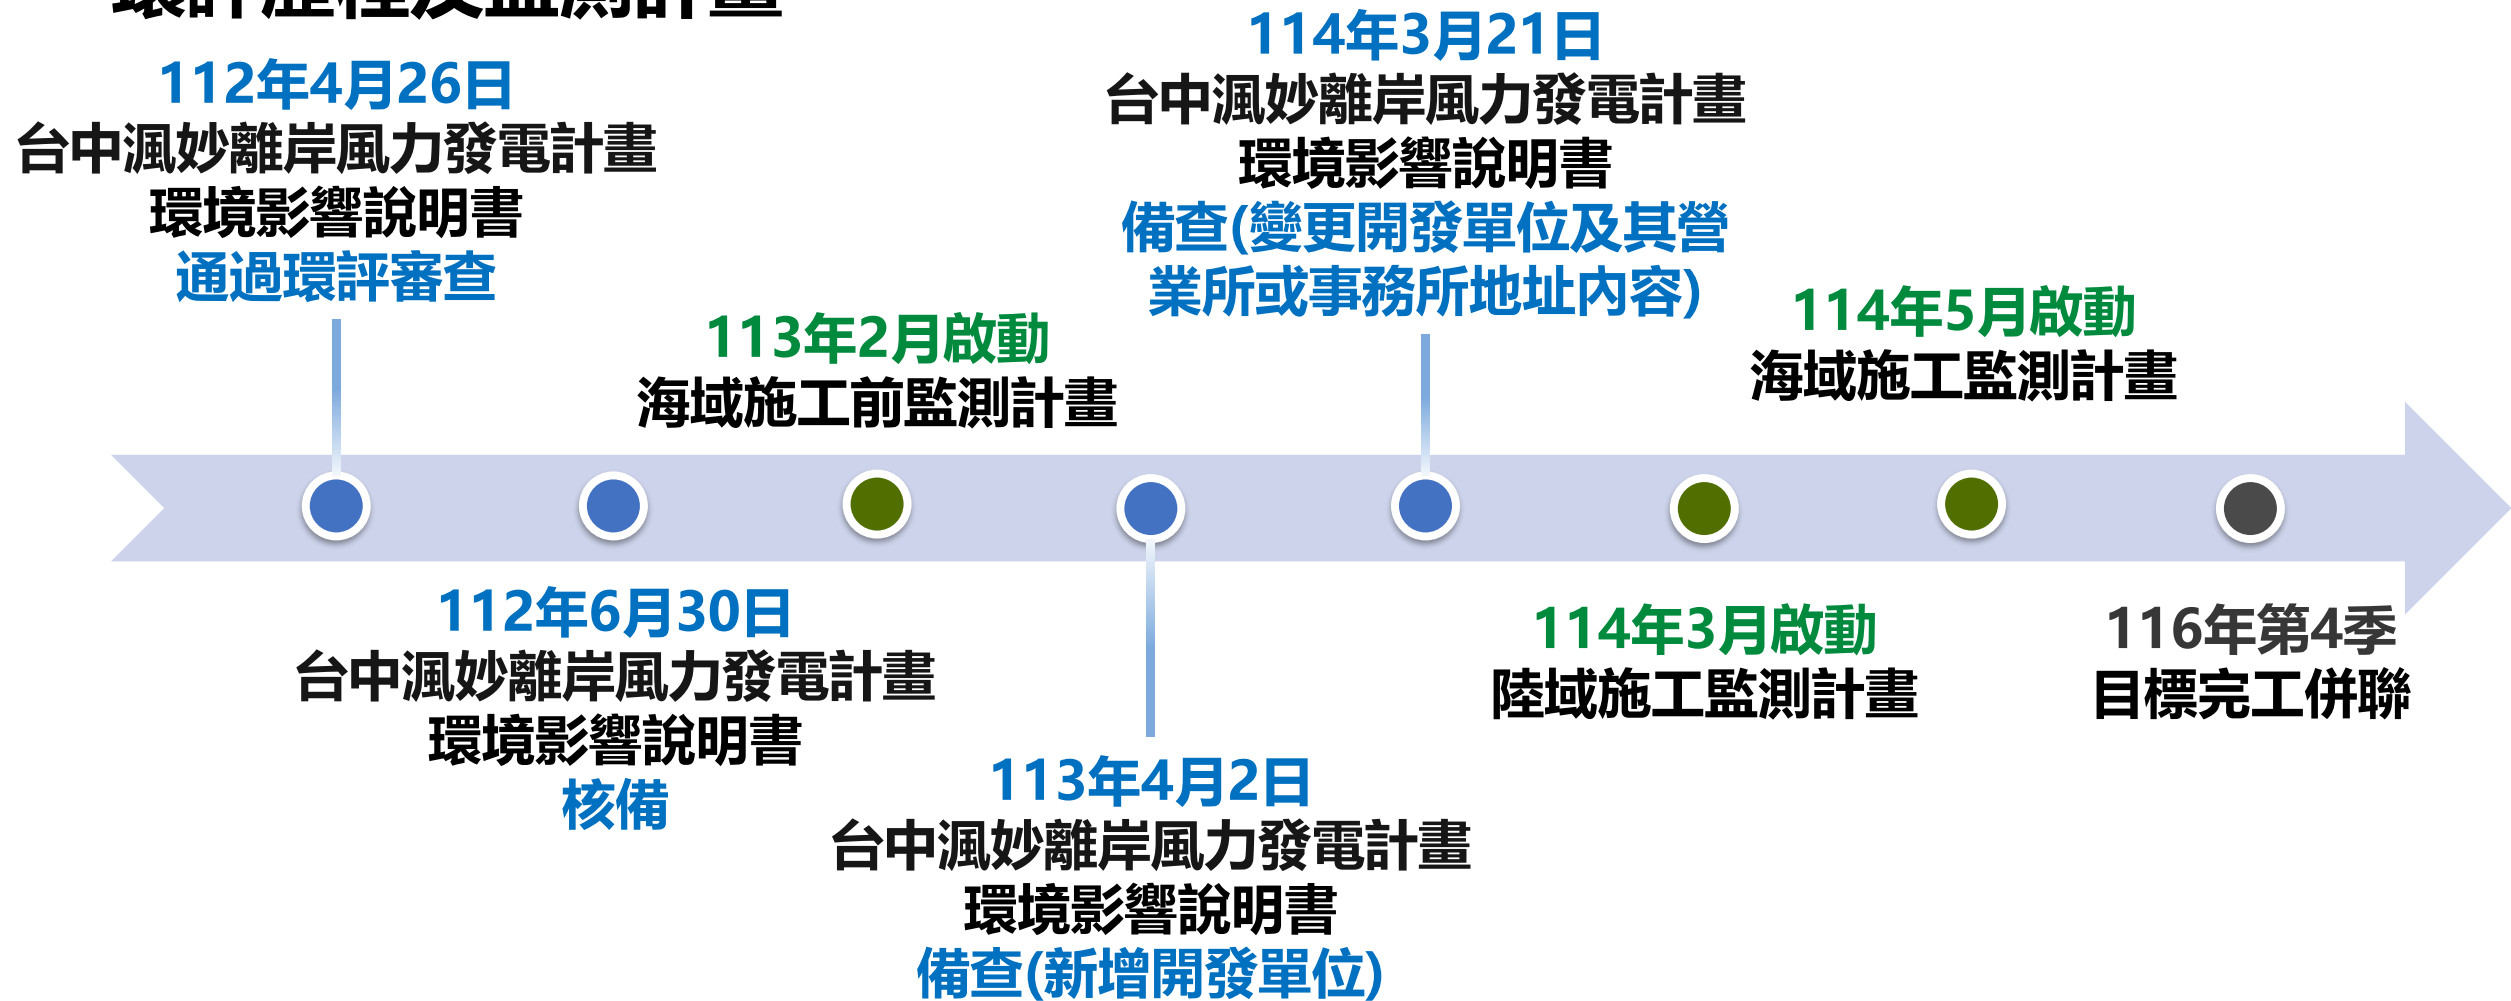 112年4月26日
台中風妙離岸風力發電計畫
環境影響說明書
通過環評審查
112年6月30日
台中風妙離岸風力發電計畫
環境影響說明書
核備
113年2月啟動
海域施工前監測計畫
113年4月2日
台中風妙離岸風力發電計畫
環境影響說明書
備查(新增開發單位)
114年3月21日
台中風妙離岸風力發電計畫
環境影響說明書
備查(變更開發單位及其營
業所或事務所地址內容)
114年3月啟動
陸域施工監測計畫
114年5月啟動
海域施工監測計畫
116年第4季
目標完工併聯